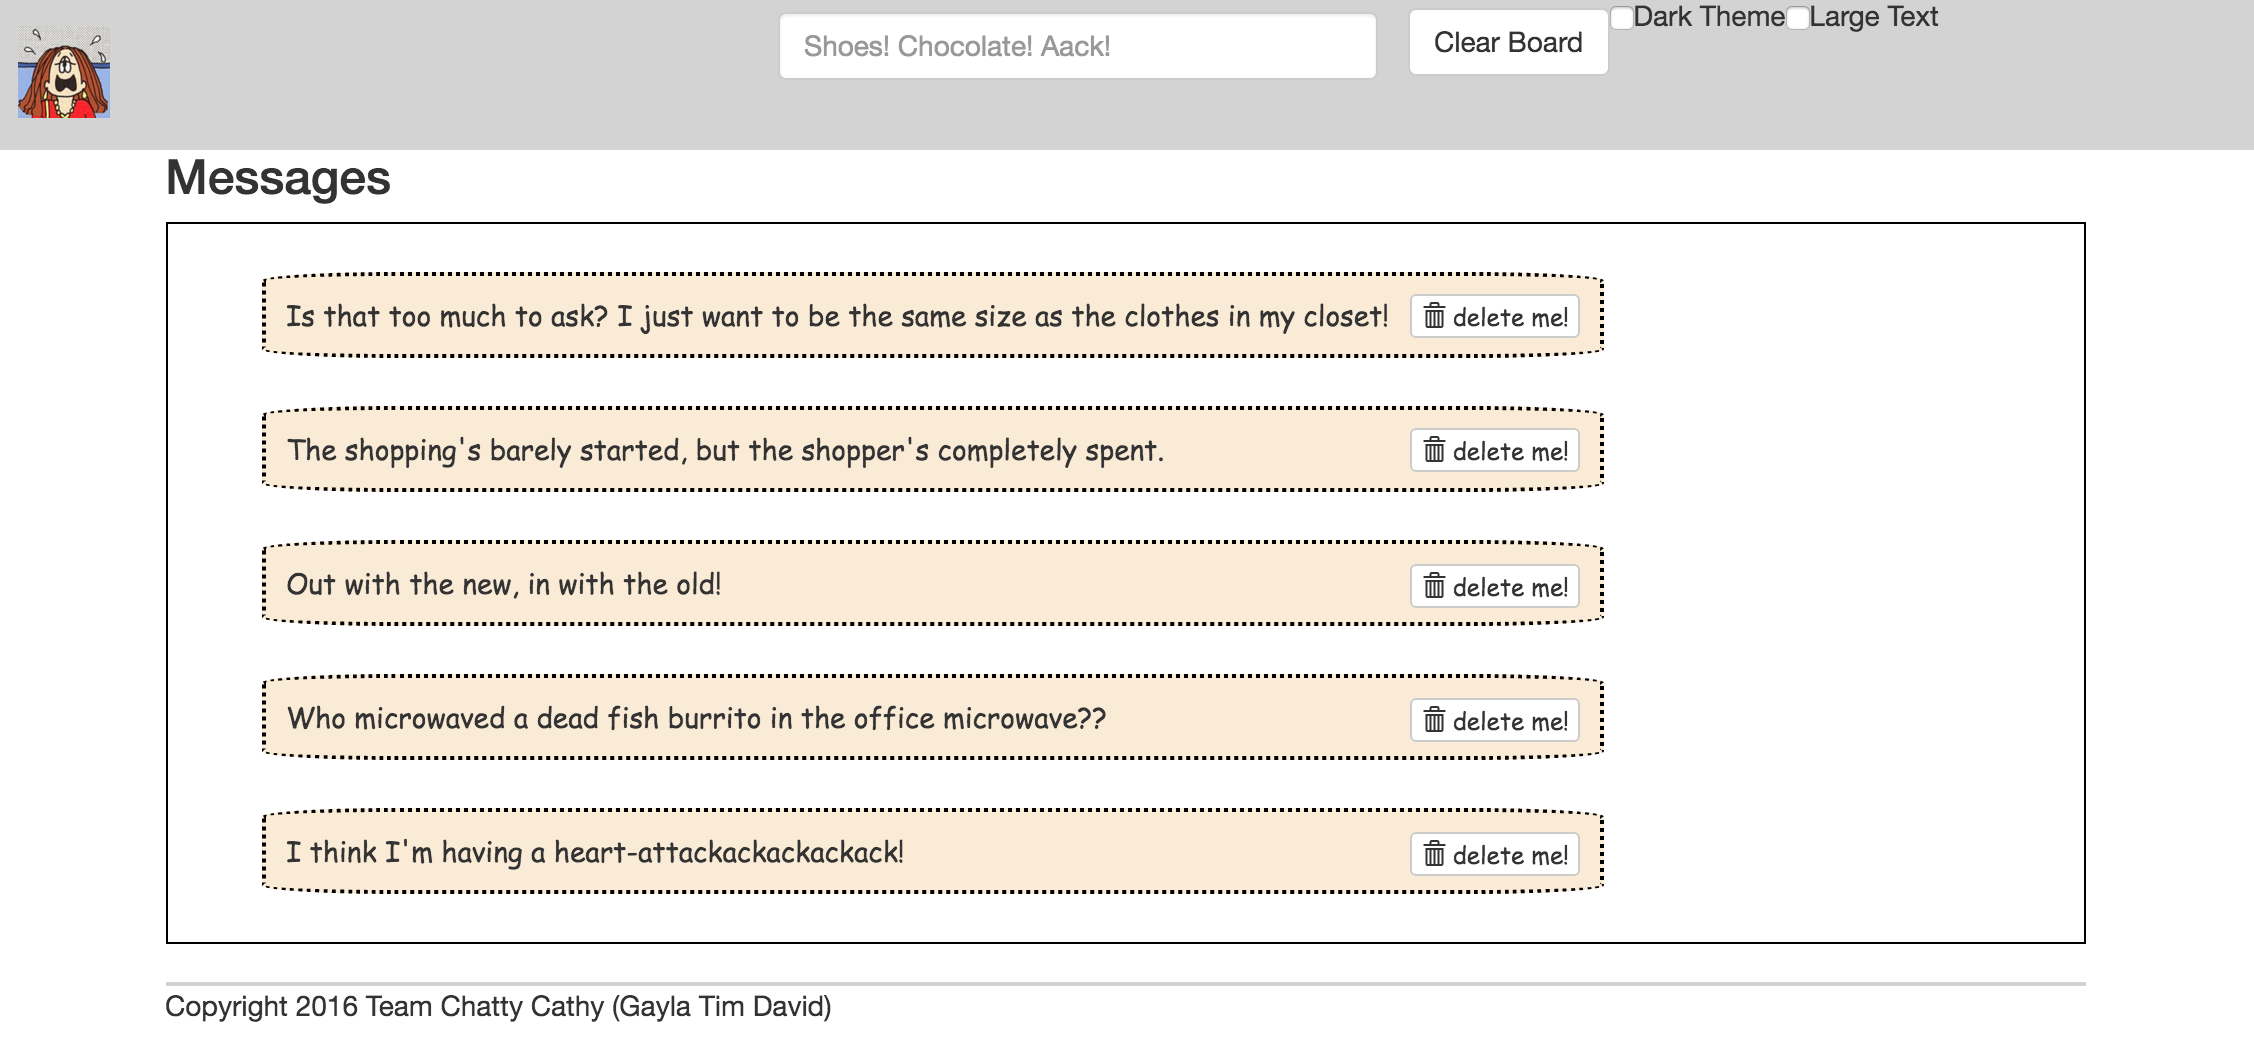 Shoes! Chocolate! Aack!
Clear Board
Dark Theme
Large Text
Messages
Is that too much to ask? I just want to be the same size as the clothes in my closet!
delete me!
The shopping's barely started, but the shopper's completely spent.
delete me!
Out with the new, in with the old!
delete me!
Who microwaved a dead fish burrito in the office microwave??
delete me!
I think I'm having a heart-attackackackackack!
delete me!
Copyright 2016 Team Chatty Cathy (Gayla Tim David)